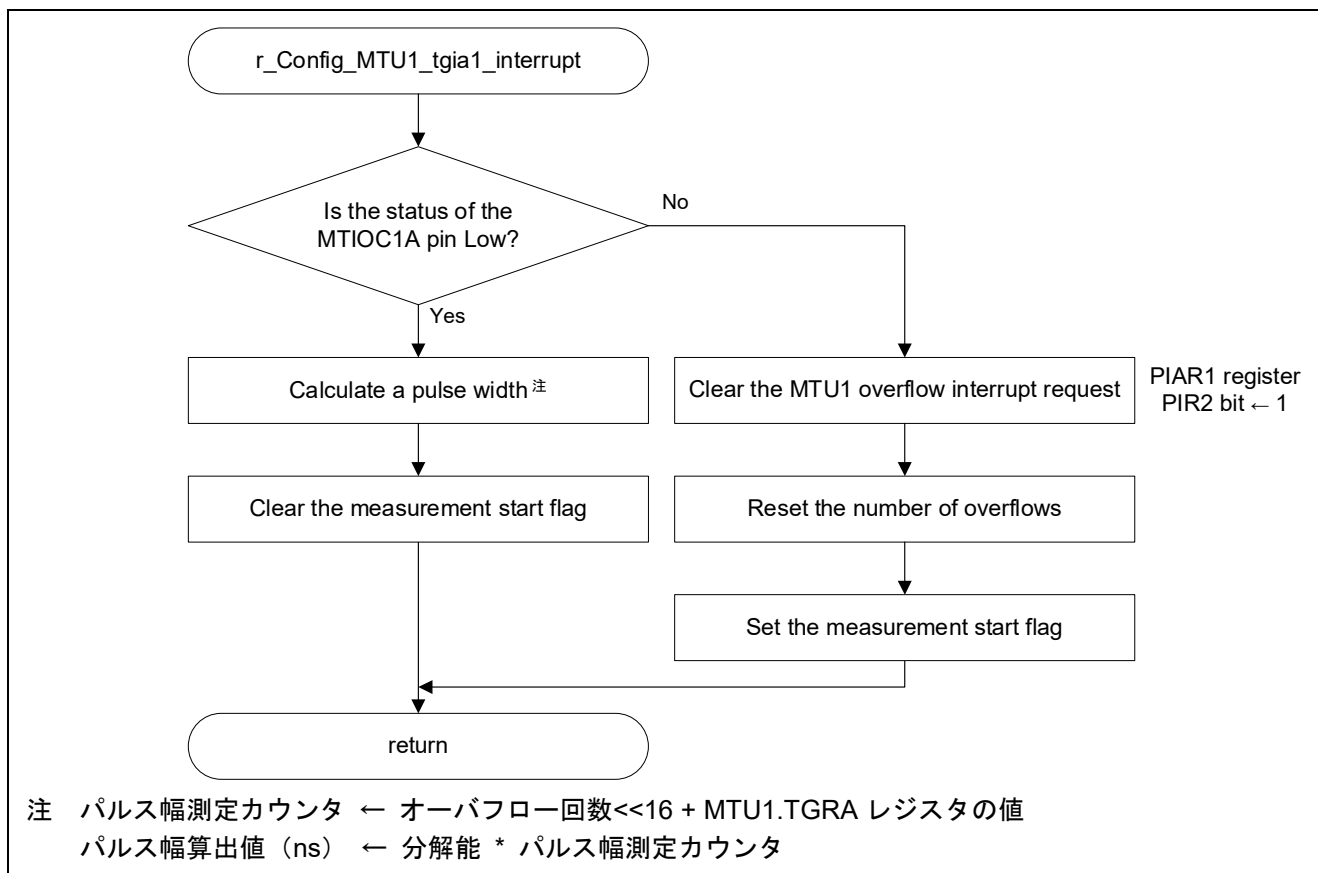 r_Config_MTU1_tgia1_interrupt
Is the status of the
MTIOC1A pin Low?
No
Yes
Calculate a pulse width 注
Clear the measurement start flag
Clear the MTU1 overflow interrupt request
PIAR1 register
PIR2 bit ← 1
Reset the number of overflows
Set the measurement start flag
return
注 パルス幅測定カウンタ ← オーバフロー回数<<16 + MTU1.TGRA レジスタの値
パルス幅算出値（ns） ← 分解能 * パルス幅測定カウンタ